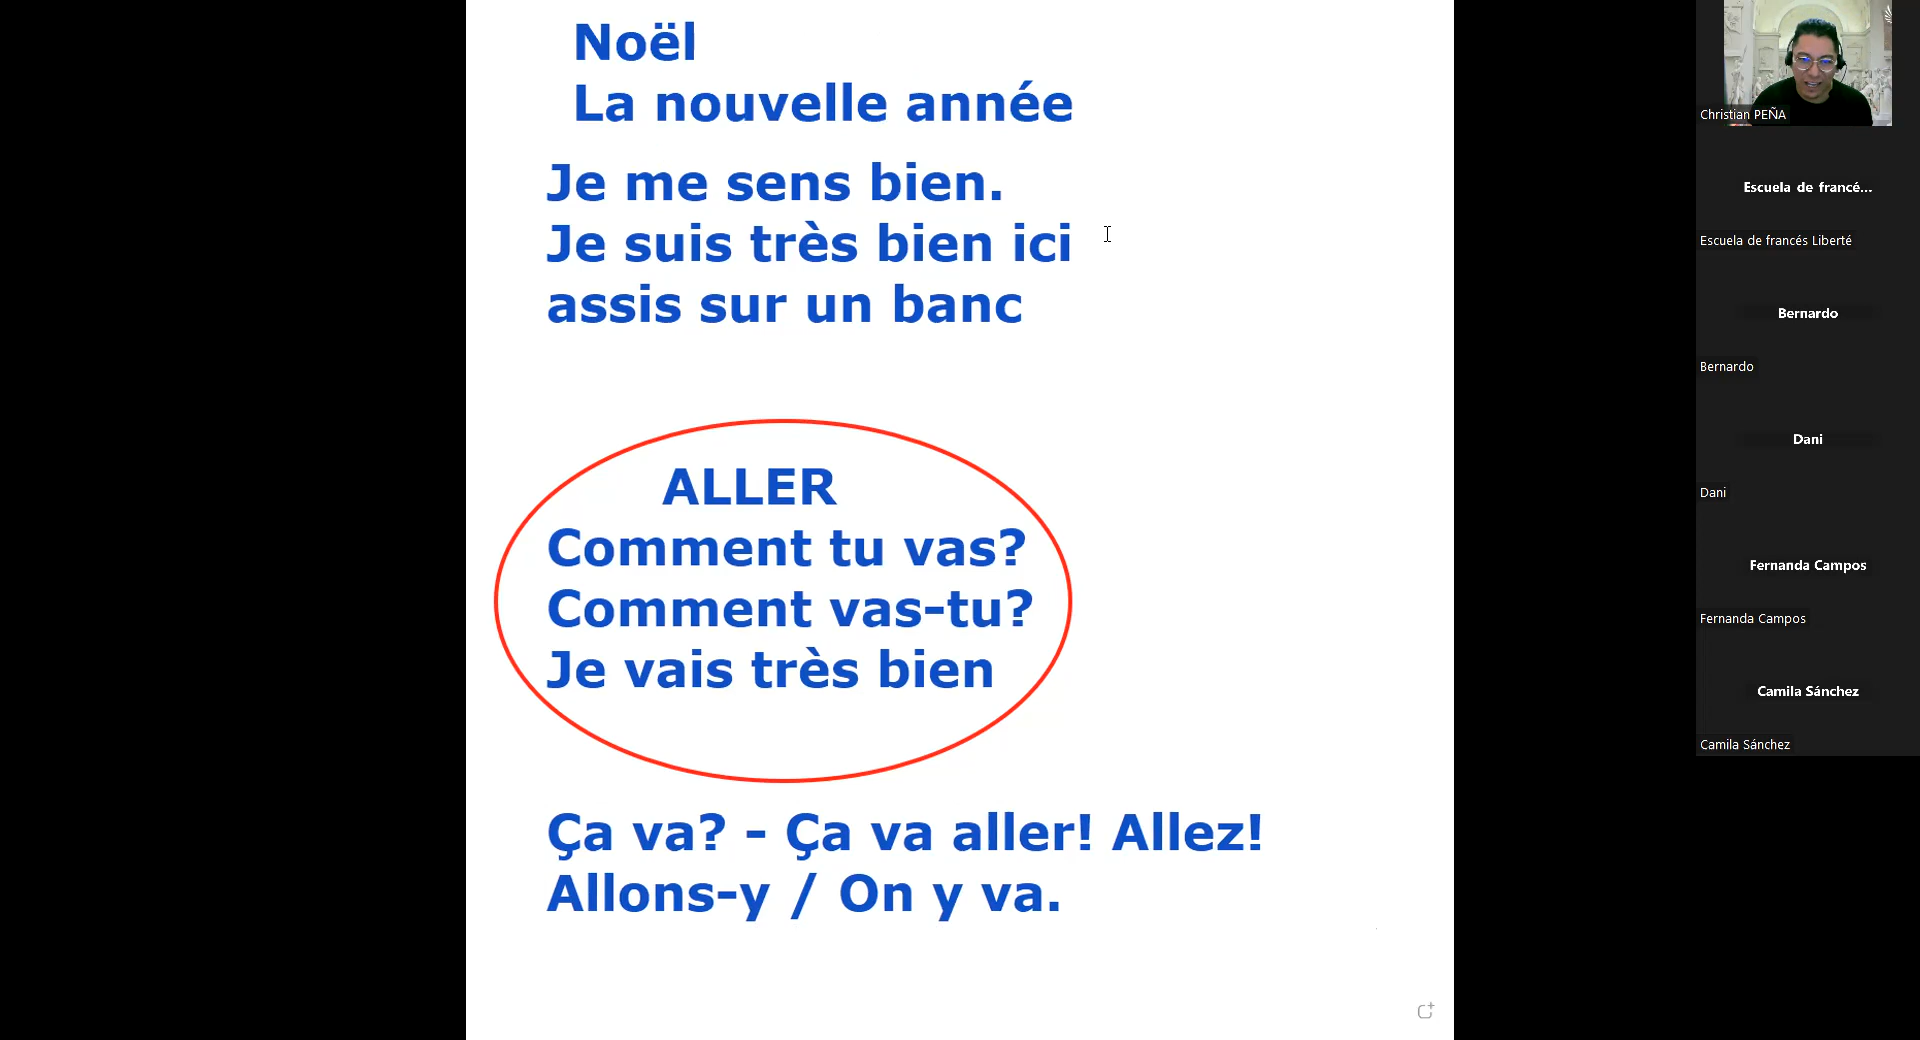 Noël
La nouvelle année
Je me sens bien.
Je suis très bien ici
assis sur un banc
ALLER
Comment tu vas?
Comment vas-tu?
Je vais très bien
Ça va? - Ça va aller! Allez!
Allons-y / On y va.
Christian PEÑA
Escuela de francé...
Escuela de francés Liberté
Bernardo
Bernardo
Dani
Dani
Fernanda Campos
Fernanda Campos
Camila Sánchez
Camila Sánchez